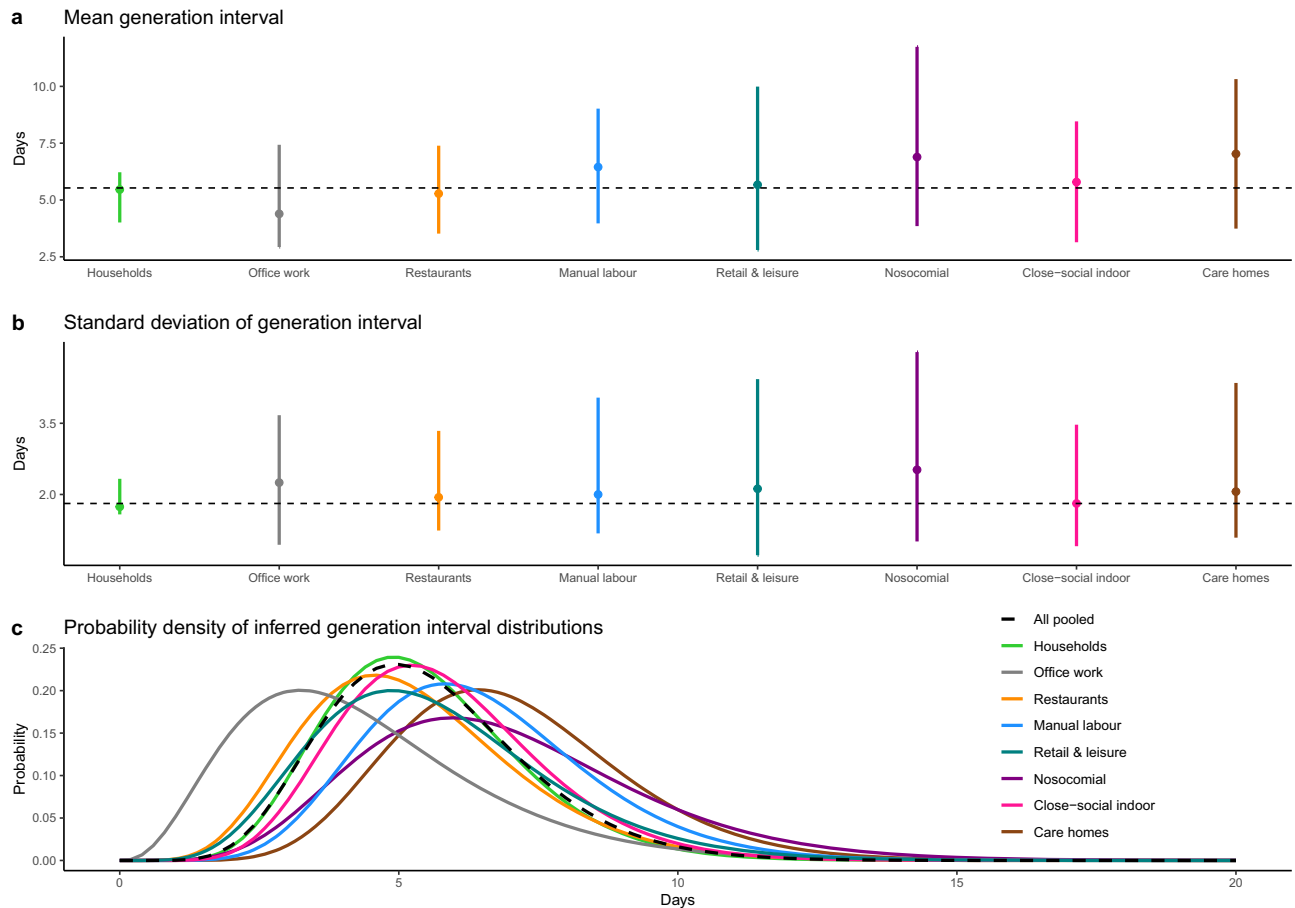 a Mean generation interval
Days
10.0
7.5
5.0
2.5
Households Office work Restaurants Manual labour Retail & leisure Nosocomial Close−social indoor Care homes
b Standard deviation of generation interval
Days
3.5
2.0
Households Office work Restaurants Manual labour Retail & leisure Nosocomial Close−social indoor Care homes
c Probability density of inferred generation interval distributions
Probability
0.25
0.20
0.15
0.10
0.05
0.00
0 5 10 15 20
Days
All pooled
Households
Office work
Restaurants
Manual labour
Retail & leisure
Nosocomial
Close−social indoor
Care homes